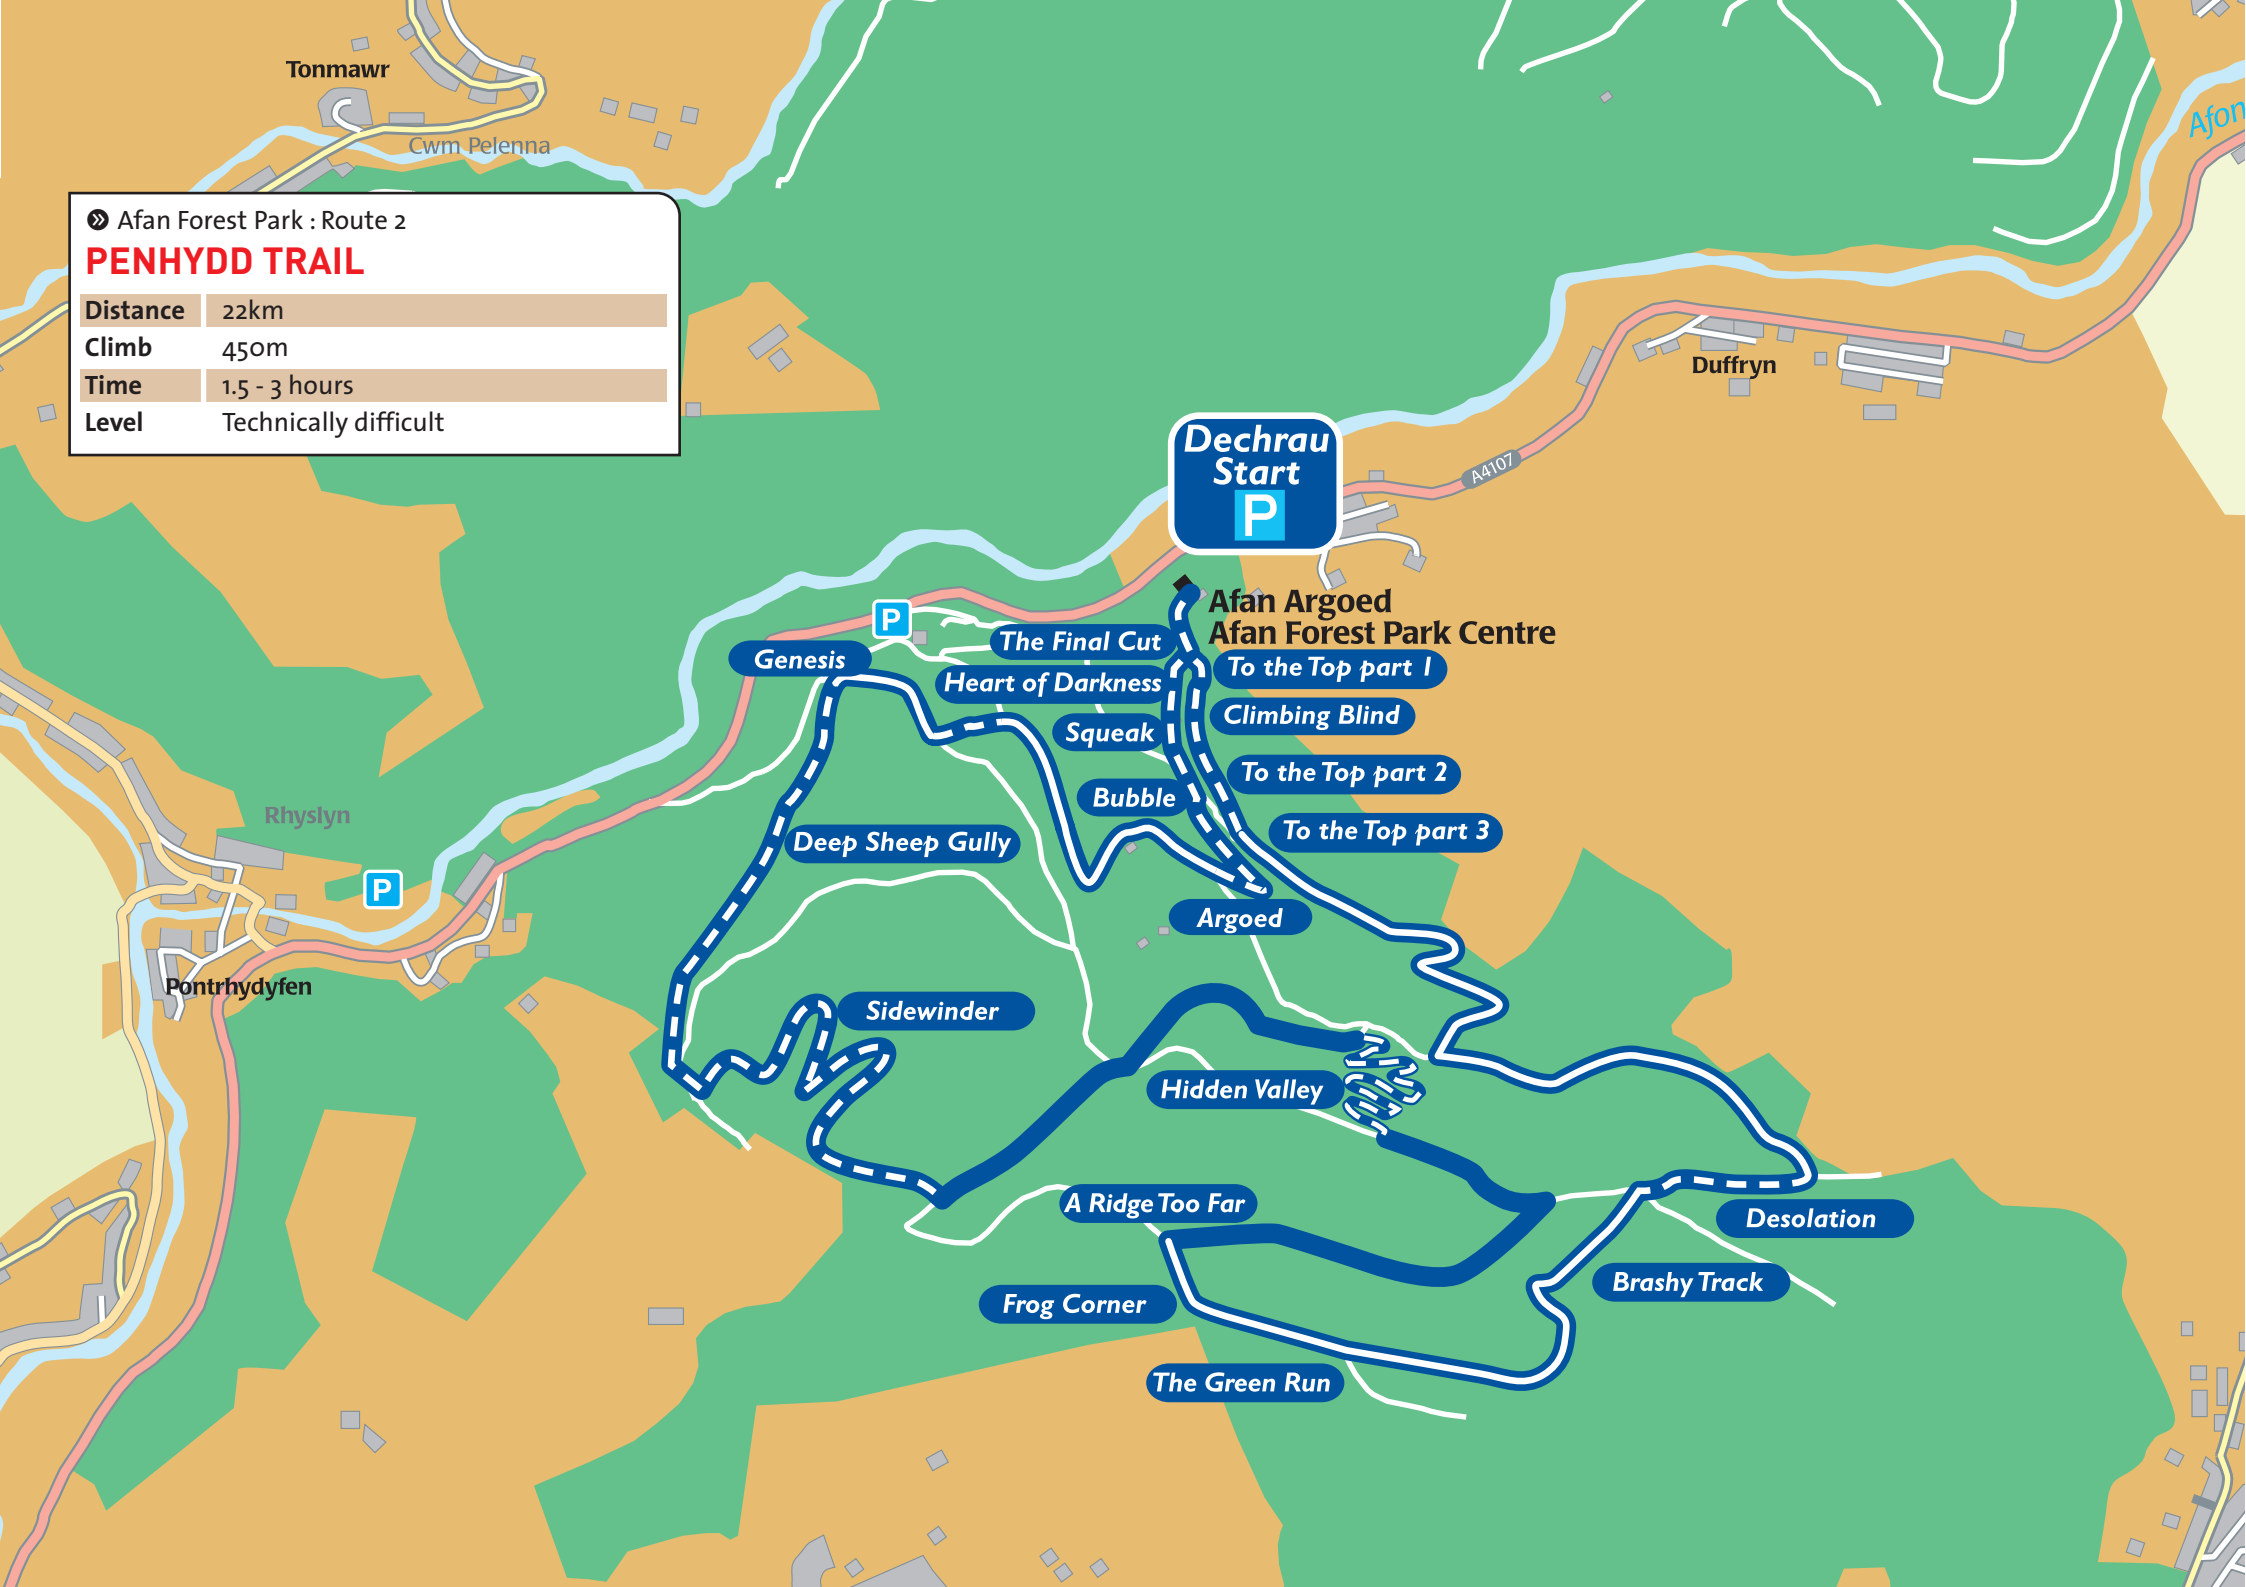 Tonmawr
Cwm Pelenna
Afan Forest Park : Route 2
PENHYDD TRAIL
Distance 22km
Climb 450m
Time 1.5 - 3 hours
Level Technically difficult
Afon
Duffryn
A4107
Dechrau
Start
P
Afan Argoed
Afan Forest Park Centre
P
The Final Cut
Genesis
To the Top part 1
Heart of Darkness
Climbing Blind
Squeak
To the Top part 2
Bubble
Rhyslyn
To the Top part 3
Deep Sheep Gully
P
Argoed
Pontrhydyfen
Sidewinder
Hidden Valley
A Ridge Too Far
Desolation
Brashy Track
Frog Corner
The Green Run